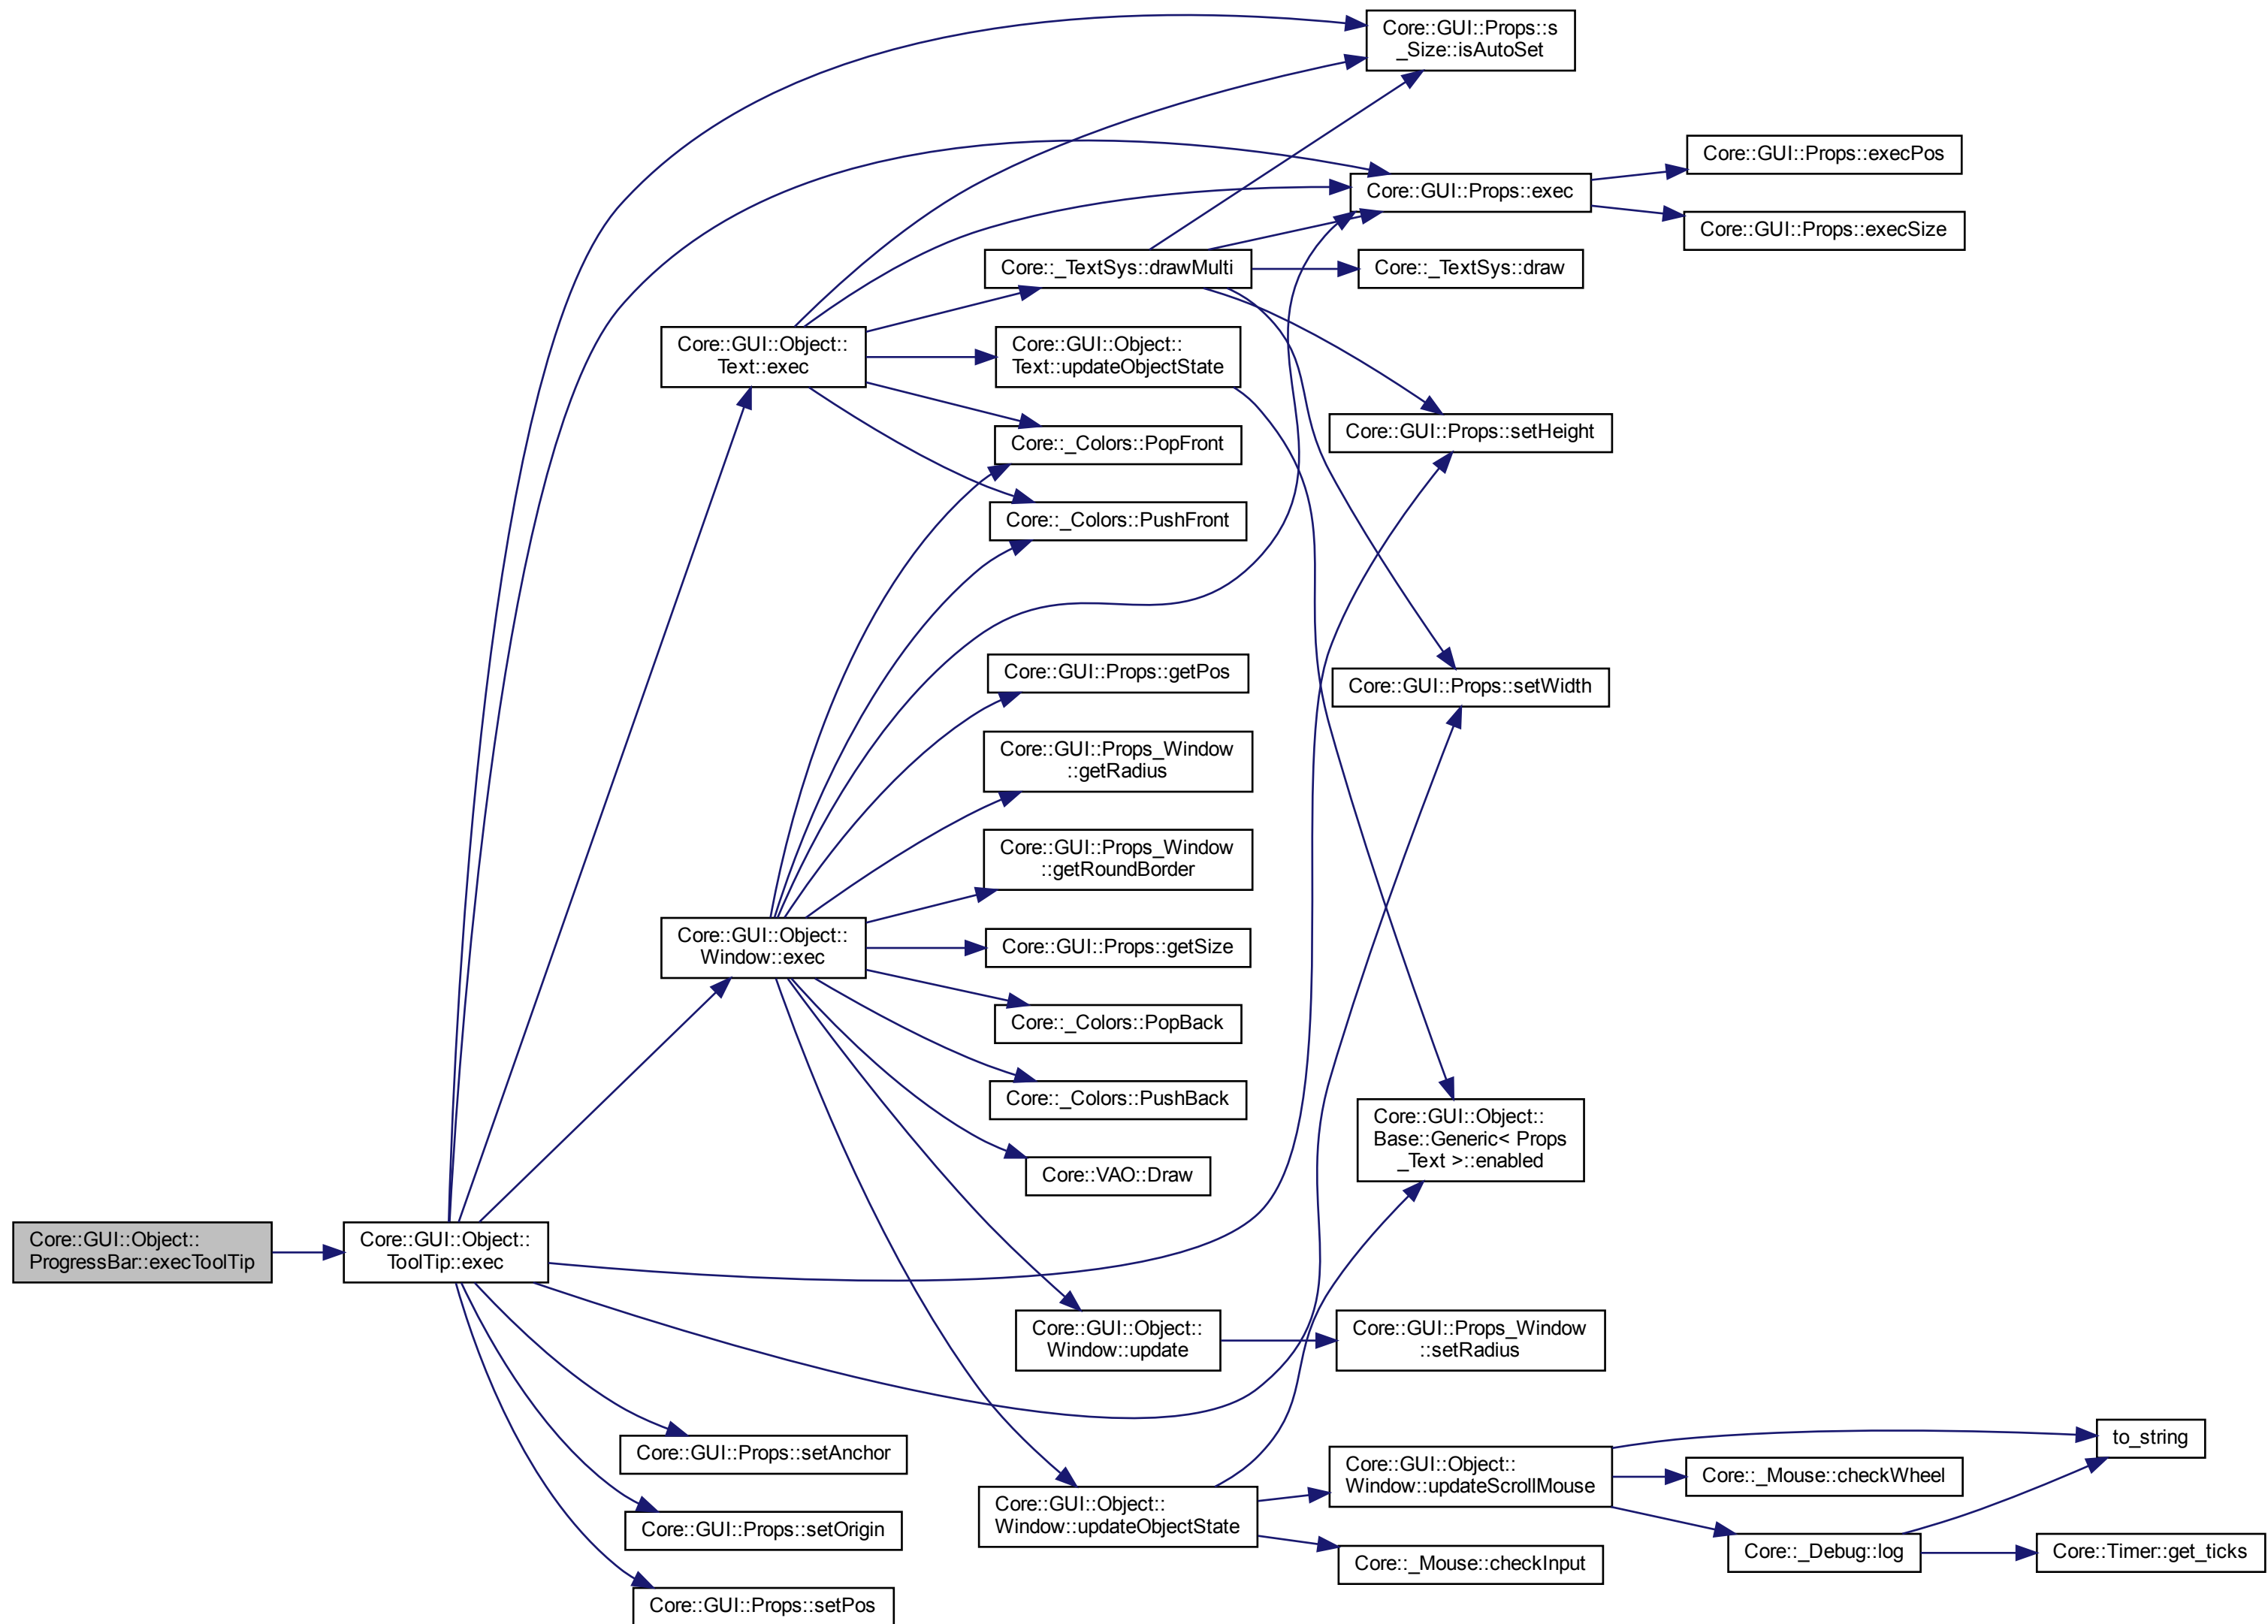 Core::GUI::Props::s
_Size::isAutoSet
Core::GUI::Props::execPos
Core::GUI::Props::exec
Core::GUI::Props::execSize
Core::_TextSys::drawMulti
Core::_TextSys::draw
Core::GUI::Object::
Text::exec
Core::GUI::Object::
Text::updateObjectState
Core::_Colors::PopFront
Core::GUI::Props::setHeight
Core::_Colors::PushFront
Core::GUI::Props::getPos
Core::GUI::Props::setWidth
Core::GUI::Props_Window
::getRadius
Core::GUI::Props_Window
::getRoundBorder
Core::GUI::Object::
Window::exec
Core::GUI::Props::getSize
Core::_Colors::PopBack
Core::_Colors::PushBack
Core::GUI::Object::
Base::Generic< Props
_Text >::enabled
Core::VAO::Draw
Core::GUI::Object::
ProgressBar::execToolTip
Core::GUI::Object::
ToolTip::exec
Core::GUI::Object::
Window::update
Core::GUI::Props_Window
::setRadius
Core::GUI::Props::setAnchor
to_string
Core::GUI::Object::
Window::updateScrollMouse
Core::_Mouse::checkWheel
Core::GUI::Object::
Window::updateObjectState
Core::GUI::Props::setOrigin
Core::_Debug::log
Core::Timer::get_ticks
Core::_Mouse::checkInput
Core::GUI::Props::setPos